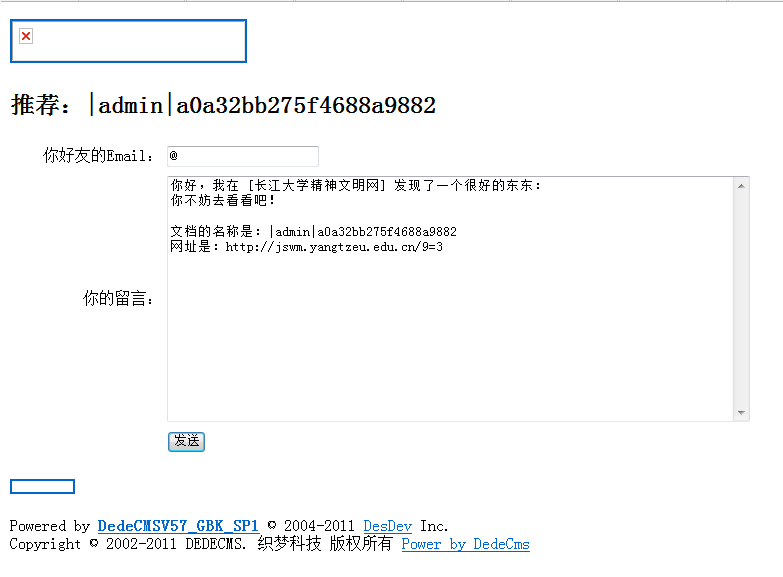 推荐：|admin|a0a32bb275f4688a9882
你好友的Email：@
你好，我在 [长江大学精神文明网] 发现了一个很好的东东：
你不妨去看看吧！
文档的名称是：|admin|a0a32bb275f4688a9882
网址是：http://jswm.yangtzeu.edu.cn/9=3
你的留言：
发送
Powered by DedeCMSV57_GBK_SP1 © 2004-2011 DesDev Inc.
Copyright © 2002-2011 DEDECMS. 织梦科技 版权所有 Power by DedeCms